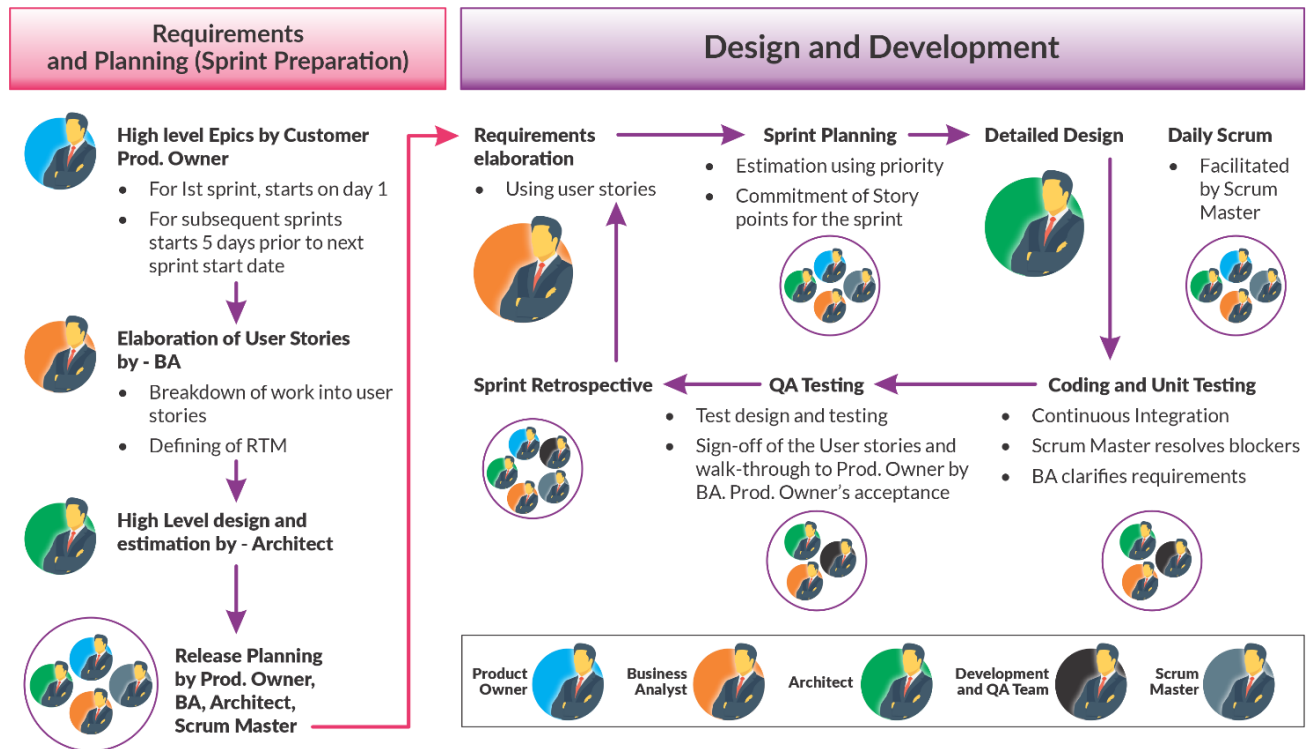 Requirements
and Planning (Sprint Preparation)
Design and Development
High level Epics by Customer
Prod. Owner
• For Ist sprint, starts on day 1
• For subsequent sprints
starts 5 days prior to next
sprint start date
Elaboration of User Stories
by - BA
• Breakdown of work into user
stories
• Defining of RTM
High Level design and
estimation by - Architect
Release Planning
by Prod. Owner,
BA, Architect,
Scrum Master
Requirements
elaboration
• Using user stories
Sprint Planning
• Estimation using priority
• Commitment of Story
points for the sprint
Detailed Design
Daily Scrum
• Facilitated
by Scrum
Master
Sprint Retrospective
QA Testing
• Test design and testing
• Sign-off of the User stories and
walk-through to Prod. Owner by
BA. Prod. Owner's acceptance
Coding and Unit Testing
• Continuous Integration
• Scrum Master resolves blockers
• BA clarifies requirements
Product
Owner
Business
Analyst
Architect
Development
and QA Team
Scrum
Master